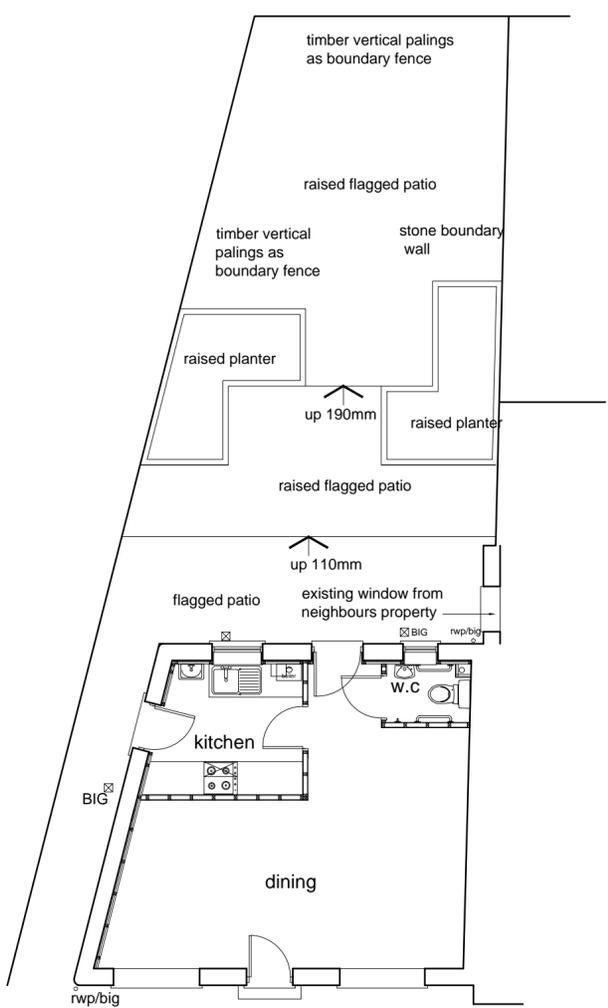 timber vertical palings
as boundary fence
raised flagged patio
timber vertical
palings as
boundary fence
stone boundary
wall
raised planter
up 190mm
raised planter
raised flagged patio
up 110mm
flagged patio
existing window from
neighbours property
BIG
rwp/big
w.c
kitchen
BIG
dining
rwp/big